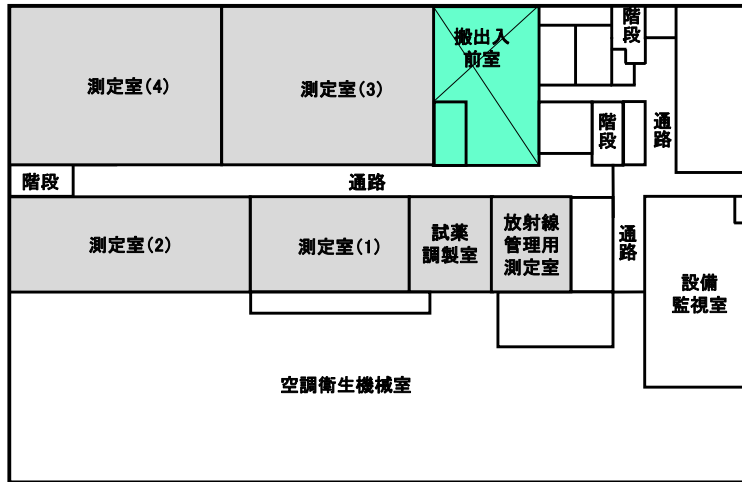 測定室(4)
測定室(3)
搬出入
前室
階段
階段
通路
階段
通路
測定室(2)
測定室(1)
試薬
調製室
放射線
管理用
測定室
通路
設備
監視室
空調衛生機械室